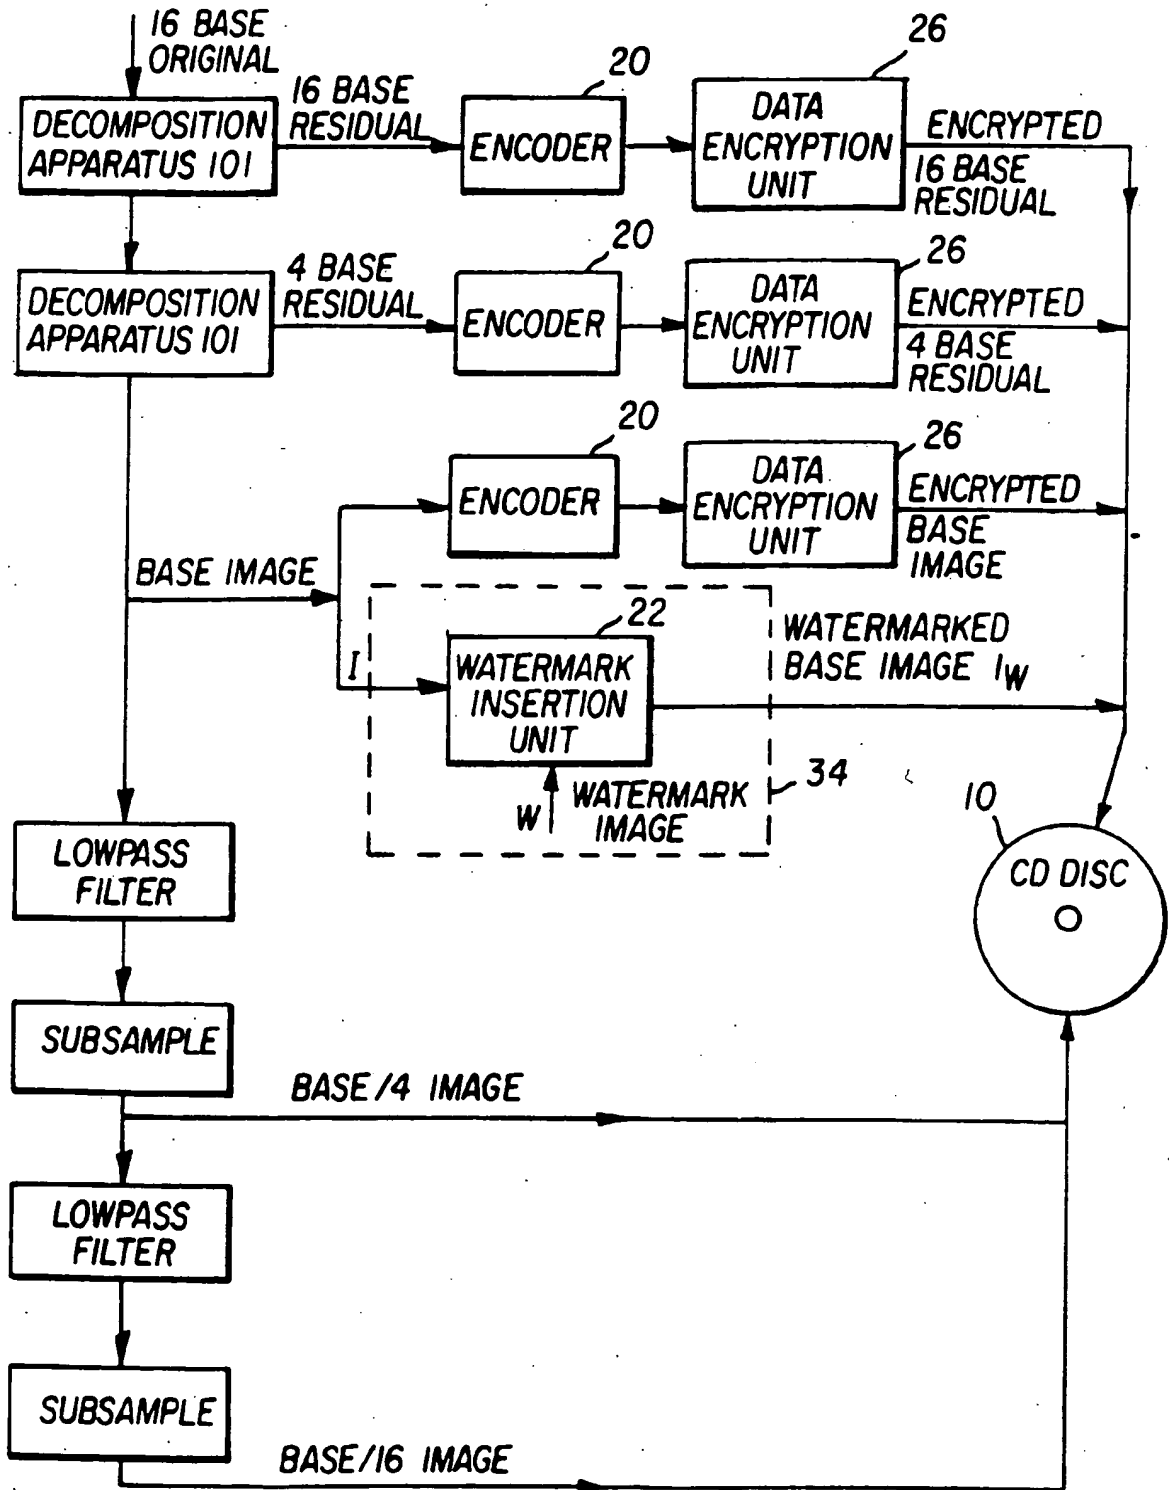 16 BASE
ORIGINAL
DECOMPOSITION
APPARATUS 101
16 BASE
RESIDUAL
20
ENCODER
26
DATA
ENCRYPTION
UNIT
ENCRYPTED
16 BASE
RESIDUAL
DECOMPOSITION
APPARATUS 101
4 BASE
RESIDUAL
20
ENCODER
26
DATA
ENCRYPTION
UNIT
ENCRYPTED
4 BASE
RESIDUAL
20
ENCODER
26
DATA
ENCRYPTION
UNIT
ENCRYPTED
BASE
IMAGE
BASE IMAGE
I
22
WATERMARK
INSERTION
UNIT
W
WATERMARK
IMAGE
34
WATERMARKED
BASE IMAGE IW
10
CD DISC
LOWPASS
FILTER
SUBSAMPLE
BASE/4 IMAGE
LOWPASS
FILTER
SUBSAMPLE
BASE/16 IMAGE